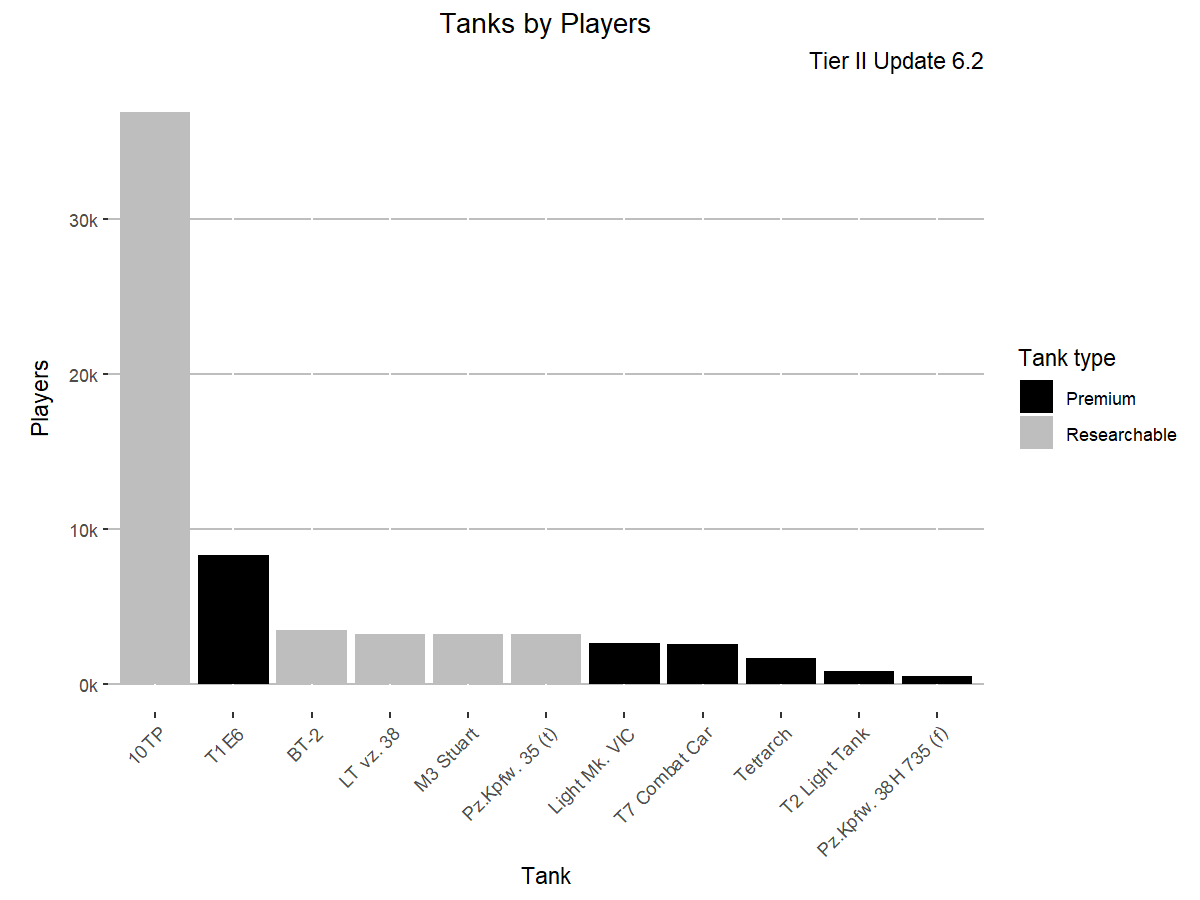 Tanks by Players
Tier II Update 6.2
Players
30k
20k
10k
0k
10TP
T1E6
BT-2
LT vz. 38
M3 Stuart
Pz.Kpfw. 35 (t)
Light Mk. VIC
T7 Combat Car
Tetrarch
T2 Light Tank
Pz.Kpfw. 38H 735 (f)
Tank
Tank type
Premium
Researchable